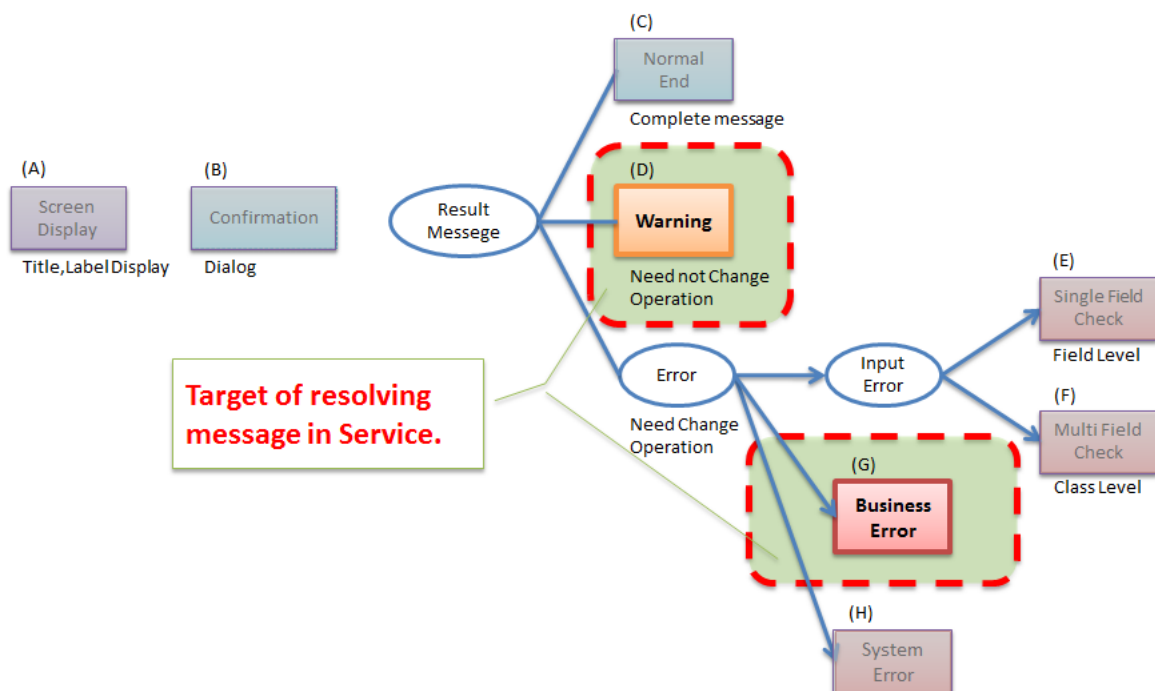 (C)
Normal
End
Complete message
(A)
Screen
Display
Title,Label Display
(B)
Confirmation
Dialog
Result
Messege
(D)
Warning
Need not Change
Operation
Target of resolving
message in Service.
Error
Need Change
Operation
Input
Error
(E)
Single Field
Check
Field Level
(F)
Multi Field
Check
Class Level
(G)
Business
Error
(H)
System
Error